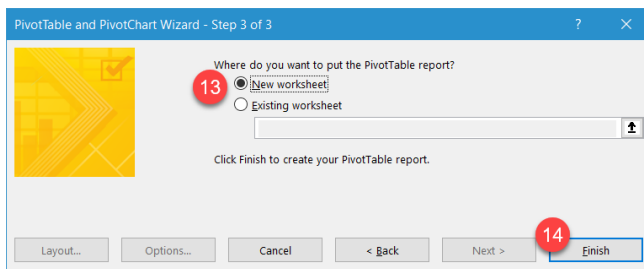 PivotTable and PivotChart Wizard - Step 3 of 3 ?
Where do you want to put the PivotTable report?
13 New worksheet
Existing worksheet
Click Finish to create your PivotTable report.
14
Layout... Options... Cancel < Back Next > Finish